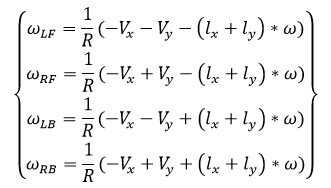 ω_LF = 1/R (−V_x − V_y − (l_x + l_y) * ω)
ω_RF = 1/R (−V_x + V_y − (l_x + l_y) * ω)
ω_LB = 1/R (−V_x − V_y + (l_x + l_y) * ω)
ω_RB = 1/R (−V_x + V_y + (l_x + l_y) * ω)